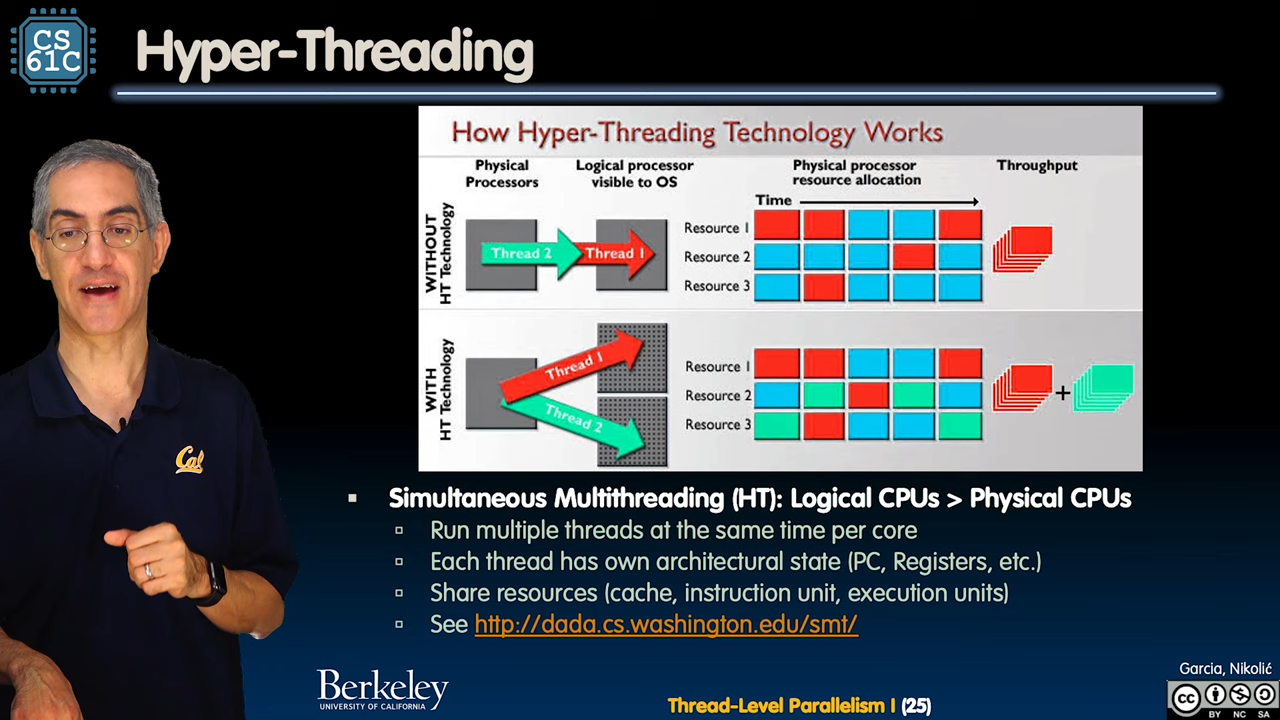 CS
61C
Hyper-Threading
How Hyper-Threading Technology Works
Physical
Processors
Logical processor
visible to OS
Physical processor
resource allocation
Throughput
Time
WITHOUT
HT Technology
Thread 2
Thread 1
Resource 1
Resource 2
Resource 3
WITH
HT Technology
Thread 1
Thread 2
Resource 1
Resource 2
Resource 3
+
Cal
▪ Simultaneous Multithreading (HT): Logical CPUs > Physical CPUs
▫ Run multiple threads at the same time per core
▫ Each thread has own architectural state (PC, Registers, etc.)
▫ Share resources (cache, instruction unit, execution units)
▫ See http://dada.cs.washington.edu/smt/
Berkeley
UNIVERSITY OF CALIFORNIA
Thread-Level Parallelism I (25)
Garcia, Nikolić
cc
BY NC SA